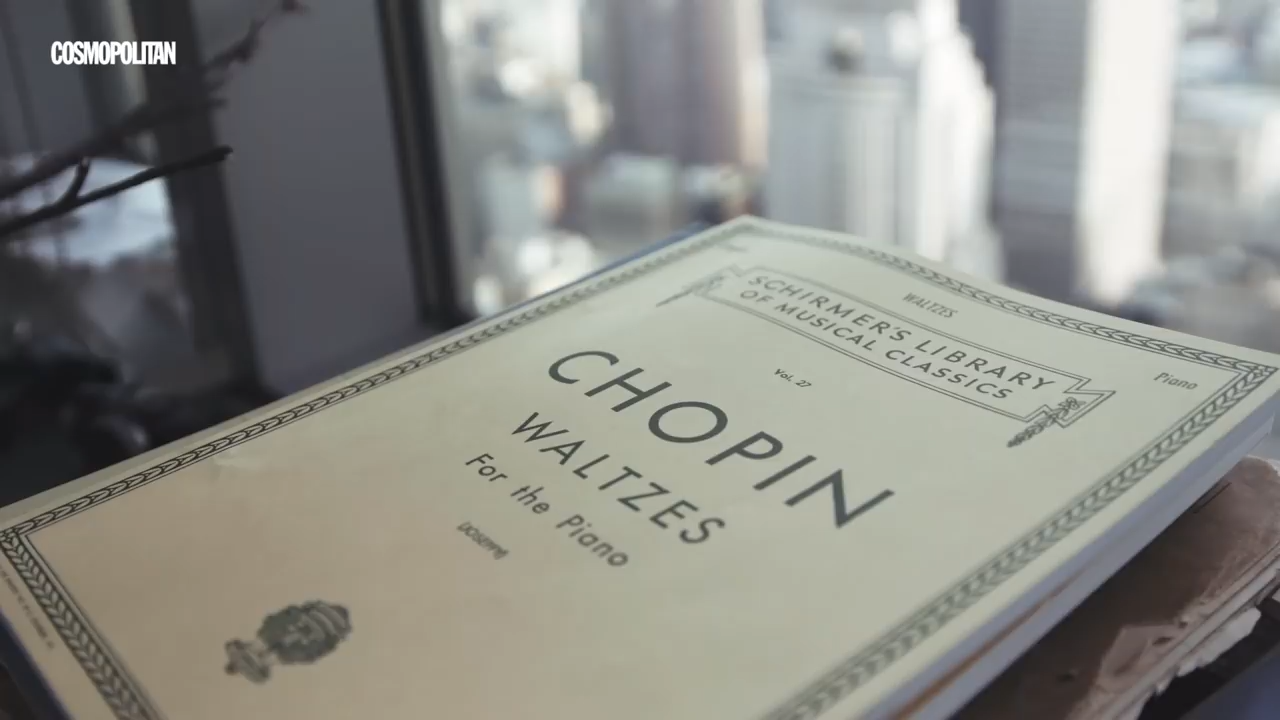 COSMOPOLITAN
WALTZES
Piano
SCHIRMER'S LIBRARY
OF MUSICAL CLASSICS
Vol. 27
CHOPIN
WALTZES
For the Piano